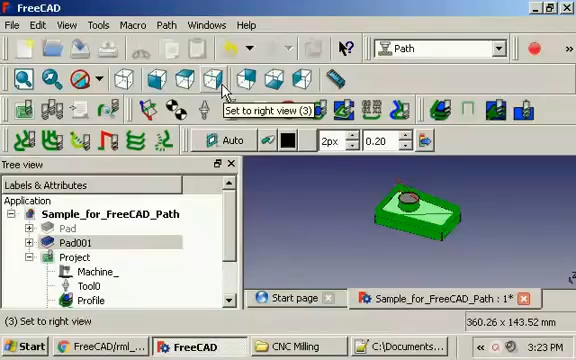 FreeCAD
File Edit View Tools Macro Path Windows Help
Path
Set to right view (3)
Auto 2px 0.20
Tree view
Labels & Attributes
Application
Sample_for_FreeCAD_Path
Pad
Pad001
Project
Machine_
Tool0
Profile
Start page Sample_for_FreeCAD_Path : 1*
(3) Set to right view 360.26 x 143.52 mm
Start FreeCAD/rml_... FreeCAD CNC Milling C:\Documents... 3:23 PM